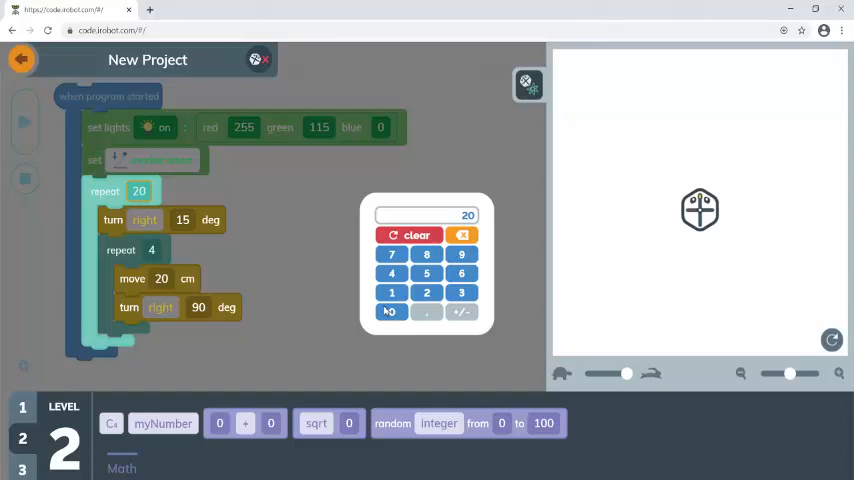 https://code.irobot.com/#/
code.irobot.com/#/
New Project
when program started
set lights on : red 255 green 115 blue 0
set marker down
repeat 20
turn right 15 deg
repeat 4
move 20 cm
turn right 90 deg
20
clear
7 8 9
4 5 6
1 2 3
0 . +/-
1
2
3
LEVEL
2
C₄ myNumber 0 + 0 sqrt 0 random integer from 0 to 100
Math